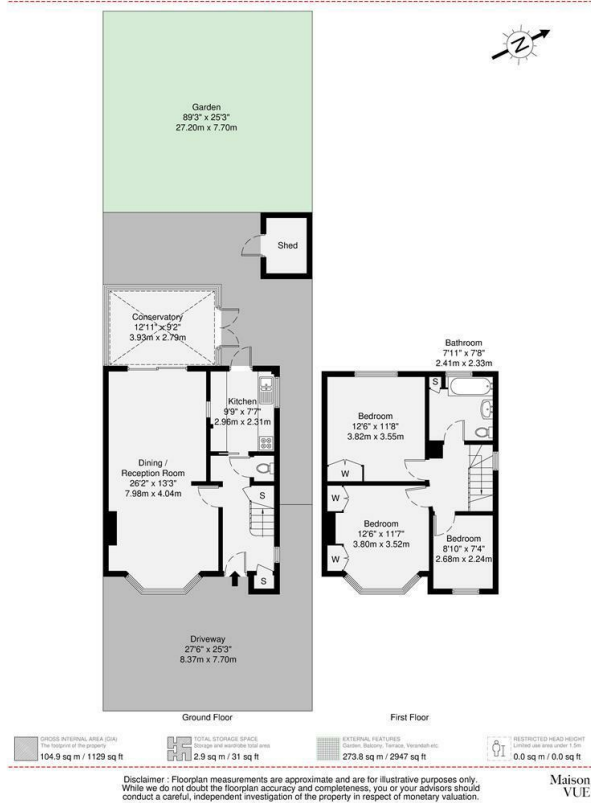 N
Garden
89'3" x 25'3"
27.20m x 7.70m
Shed
Conservatory
12'11" x 9'2"
3.93m x 2.79m
Kitchen
9'9" x 7'7"
2.96m x 2.31m
Dining /
Reception Room
26'2" x 13'3"
7.98m x 4.04m
S
S
Driveway
27'6" x 25'3"
8.37m x 7.70m
Ground Floor
Bathroom
7'11" x 7'8"
2.41m x 2.33m
S
Bedroom
12'6" x 11'8"
3.82m x 3.55m
W
W
Bedroom
12'6" x 11'7"
3.80m x 3.52m
W
Bedroom
8'10" x 7'4"
2.68m x 2.24m
First Floor
GROSS INTERNAL AREA (GIA)
The footprint of the property
104.9 sq m / 1129 sq ft
TOTAL STORAGE SPACE
Storage and wardrobe total area
2.9 sq m / 31 sq ft
EXTERNAL FEATURES
Garden, Balcony, Terrace, Verandah etc.
273.8 sq m / 2947 sq ft
RESTRICTED HEAD HEIGHT
Limited use area under 1.5m
0.0 sq m / 0.0 sq ft
Disclaimer : Floorplan measurements are approximate and are for illustrative purposes only.
While we do not doubt the floorplan accuracy and completeness, you or your advisors should
conduct a careful, independent investigation of the property in respect of monetary valuation.
Maison
VUE